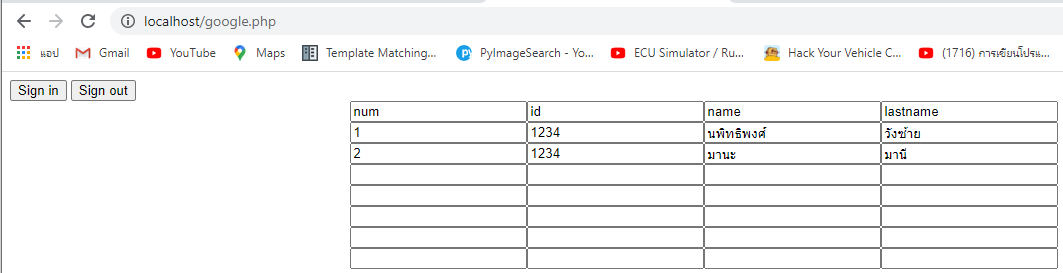 localhost/google.php
แอป Gmail YouTube Maps Template Matching... PyImageSearch - Yo... ECU Simulator / Ru... Hack Your Vehicle C... (1716) การเขียนโปรแ...
Sign in Sign out
num id name lastname
1 1234 นพิทธิพงศ์ วังซ้าย
2 1234 มานะ มานี